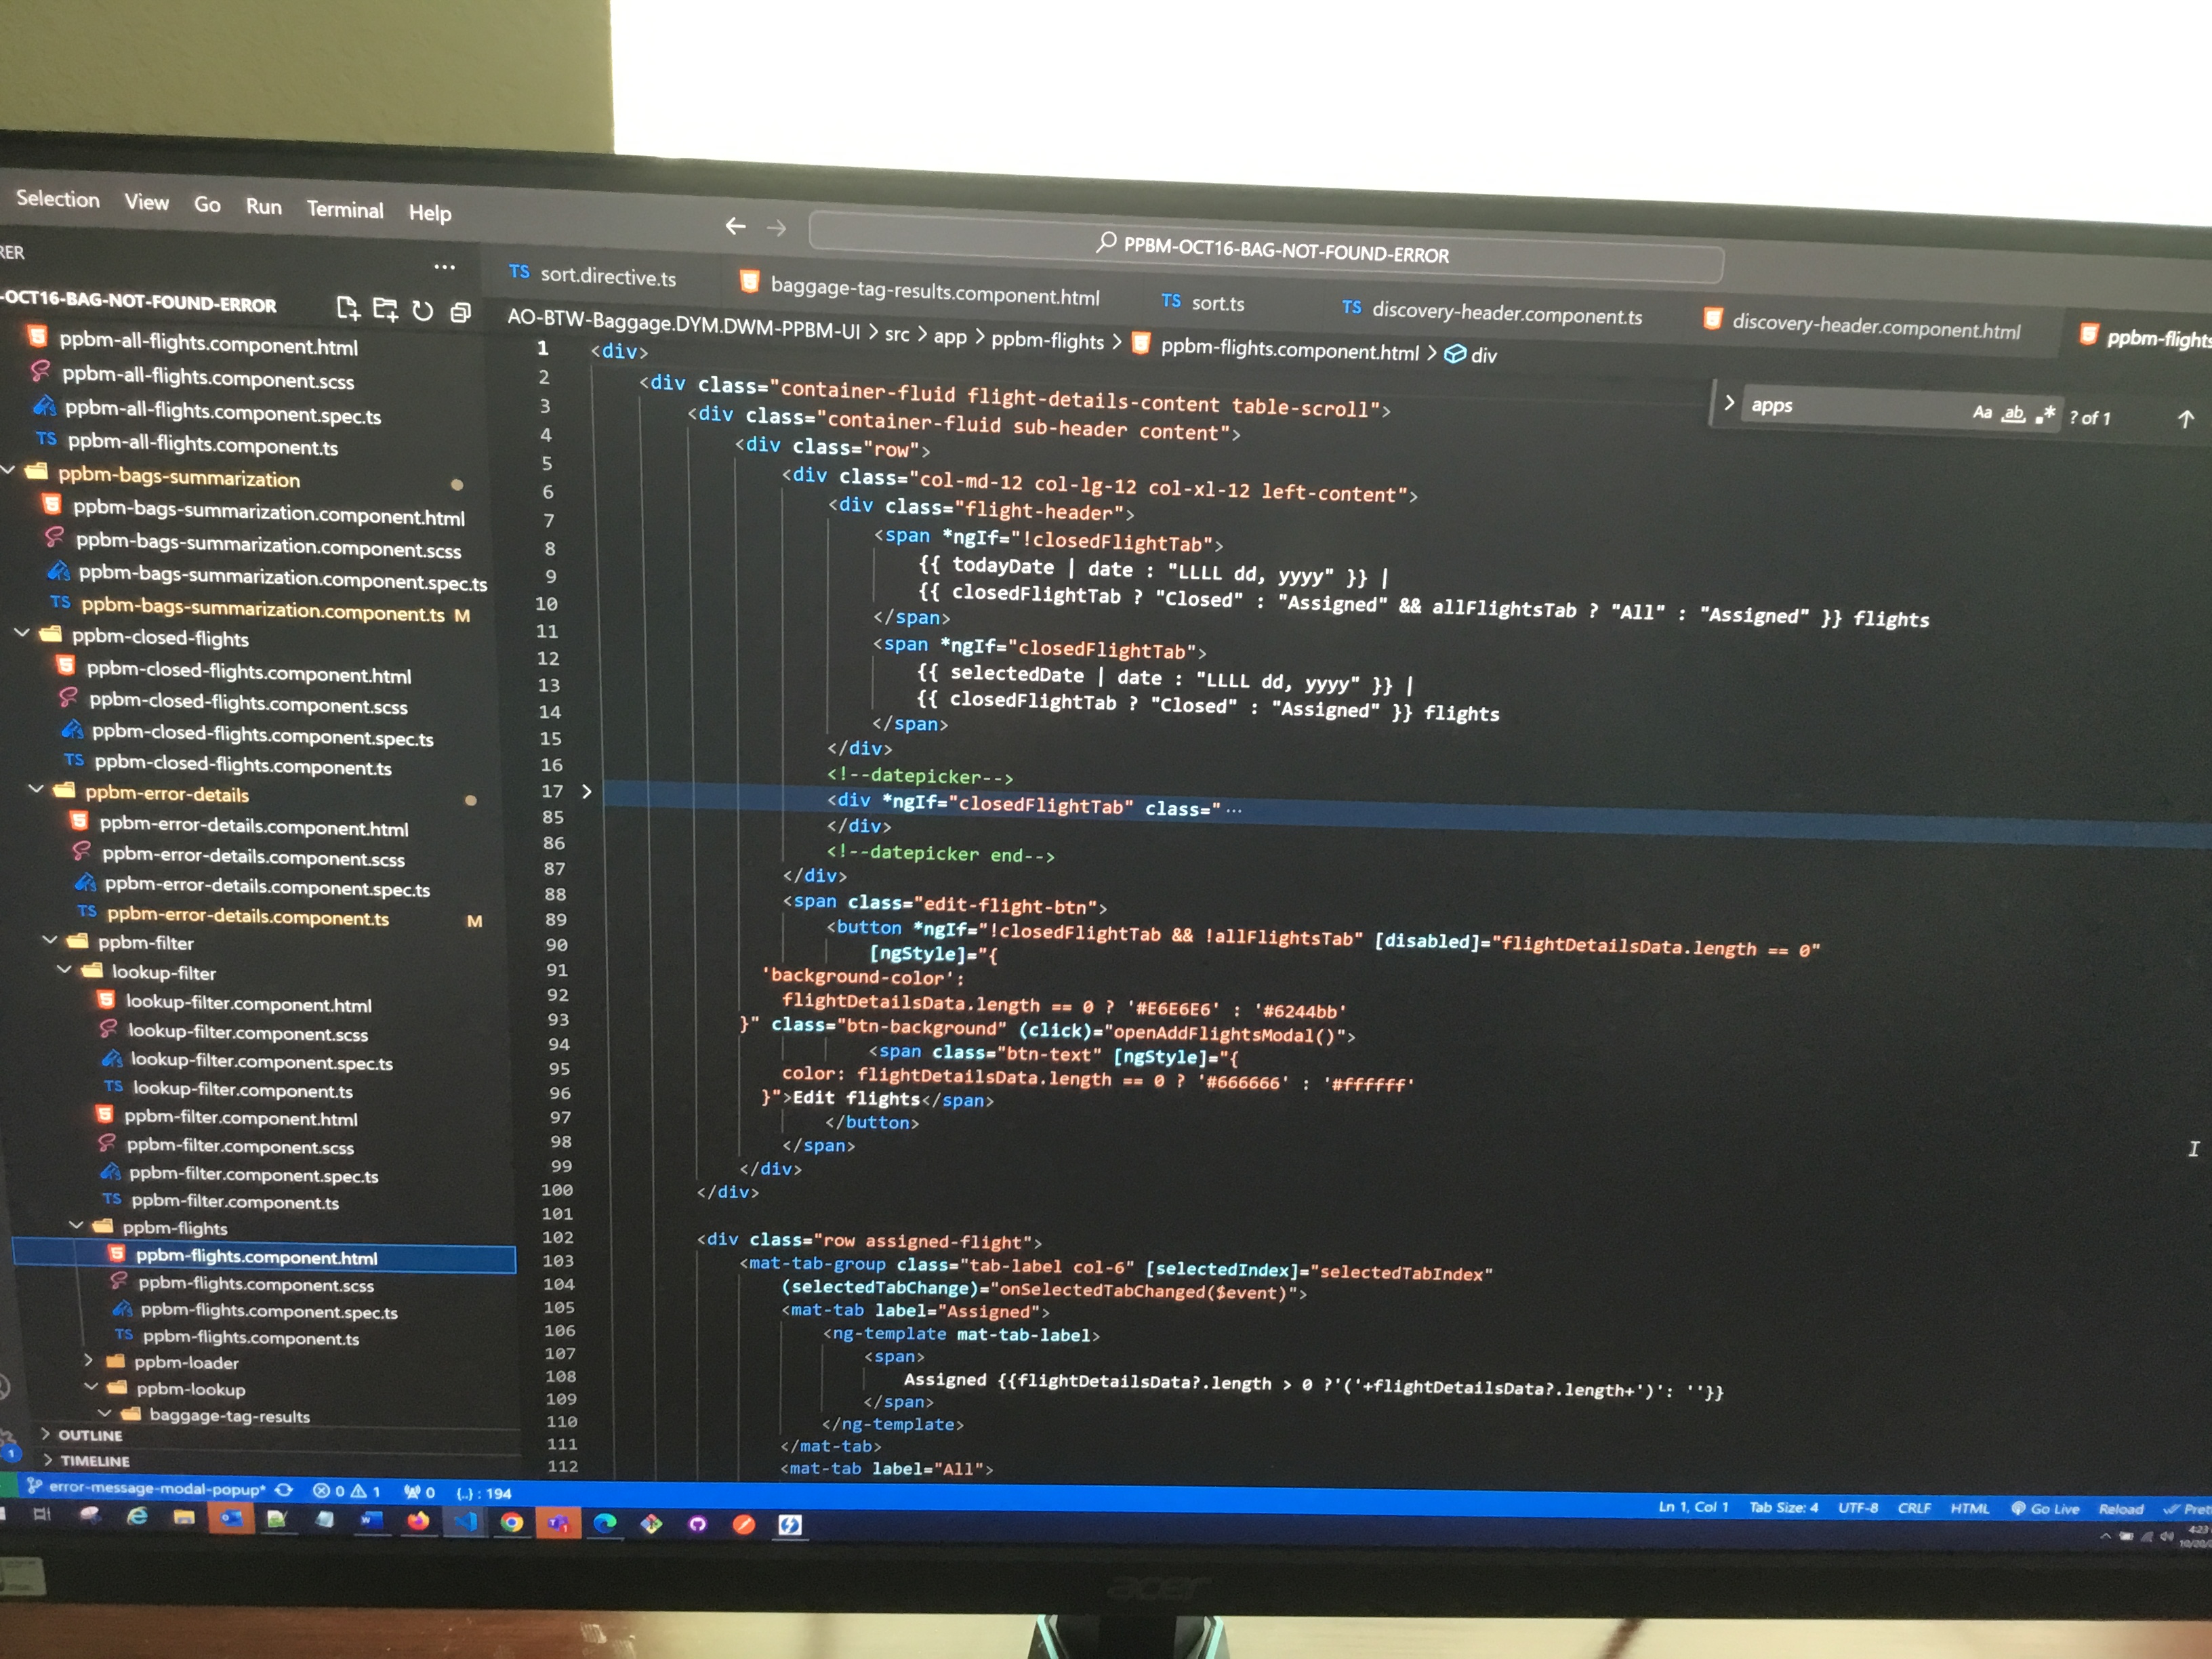 Selection View Go Run Terminal Help
PPBM-OCT16-BAG-NOT-FOUND-ERROR
RER ...
-OCT16-BAG-NOT-FOUND-ERROR
ppbm-all-flights.component.html
ppbm-all-flights.component.scss
ppbm-all-flights.component.spec.ts
TS ppbm-all-flights.component.ts
ppbm-bags-summarization
ppbm-bags-summarization.component.html
ppbm-bags-summarization.component.scss
ppbm-bags-summarization.component.spec.ts
TS ppbm-bags-summarization.component.ts M
ppbm-closed-flights
ppbm-closed-flights.component.html
ppbm-closed-flights.component.scss
ppbm-closed-flights.component.spec.ts
TS ppbm-closed-flights.component.ts
ppbm-error-details
ppbm-error-details.component.html
ppbm-error-details.component.scss
ppbm-error-details.component.spec.ts
TS ppbm-error-details.component.ts M
ppbm-filter
lookup-filter
lookup-filter.component.html
lookup-filter.component.scss
lookup-filter.component.spec.ts
TS lookup-filter.component.ts
ppbm-filter.component.html
ppbm-filter.component.scss
ppbm-filter.component.spec.ts
TS ppbm-filter.component.ts
ppbm-flights
ppbm-flights.component.html
ppbm-flights.component.scss
ppbm-flights.component.spec.ts
TS ppbm-flights.component.ts
ppbm-loader
ppbm-lookup
baggage-tag-results
OUTLINE
TIMELINE
TS sort.directive.ts baggage-tag-results.component.html TS sort.ts TS discovery-header.component.ts discovery-header.component.html ppbm-flights
AO-BTW-Baggage.DYM.DWM-PPBM-UI > src > app > ppbm-flights > ppbm-flights.component.html > div
apps Aa ab .* ? of 1
1 <div>
2 <div class="container-fluid flight-details-content table-scroll">
3 <div class="container-fluid sub-header content">
4 <div class="row">
5 <div class="col-md-12 col-lg-12 col-xl-12 left-content">
6 <div class="flight-header">
7 <span *ngIf="!closedFlightTab">
8 {{ todayDate | date : "LLLL dd, yyyy" }} |
9 {{ closedFlightTab ? "Closed" : "Assigned" && allFlightsTab ? "All" : "Assigned" }} flights
10 </span>
11 <span *ngIf="closedFlightTab">
12 {{ selectedDate | date : "LLLL dd, yyyy" }} |
13 {{ closedFlightTab ? "Closed" : "Assigned" }} flights
14 </span>
15 </div>
16 <!--datepicker-->
17 <div *ngIf="closedFlightTab" class="...
85 </div>
86 <!--datepicker end-->
87 </div>
88 <span class="edit-flight-btn">
89 <button *ngIf="!closedFlightTab && !allFlightsTab" [disabled]="flightDetailsData.length == 0"
90 [ngStyle]="{
91 'background-color':
92 flightDetailsData.length == 0 ? '#E6E6E6' : '#6244bb'
93 }" class="btn-background" (click)="openAddFlightsModal()">
94 <span class="btn-text" [ngStyle]="{
95 color: flightDetailsData.length == 0 ? '#666666' : '#ffffff'
96 }">Edit flights</span>
97 </button>
98 </span>
99 </div>
100 </div>
101
102 <div class="row assigned-flight">
103 <mat-tab-group class="tab-label col-6" [selectedIndex]="selectedTabIndex"
104 (selectedTabChange)="onSelectedTabChanged($event)">
105 <mat-tab label="Assigned">
106 <ng-template mat-tab-label>
107 <span>
108 Assigned {{flightDetailsData?.length > 0 ?'('+flightDetailsData?.length+')': ''}}
109 </span>
110 </ng-template>
111 </mat-tab>
112 <mat-tab label="All">
error-message-modal-popup* 0 1 0 {..} : 194 Ln 1, Col 1 Tab Size: 4 UTF-8 CRLF HTML Go Live Reload
4:23
acer